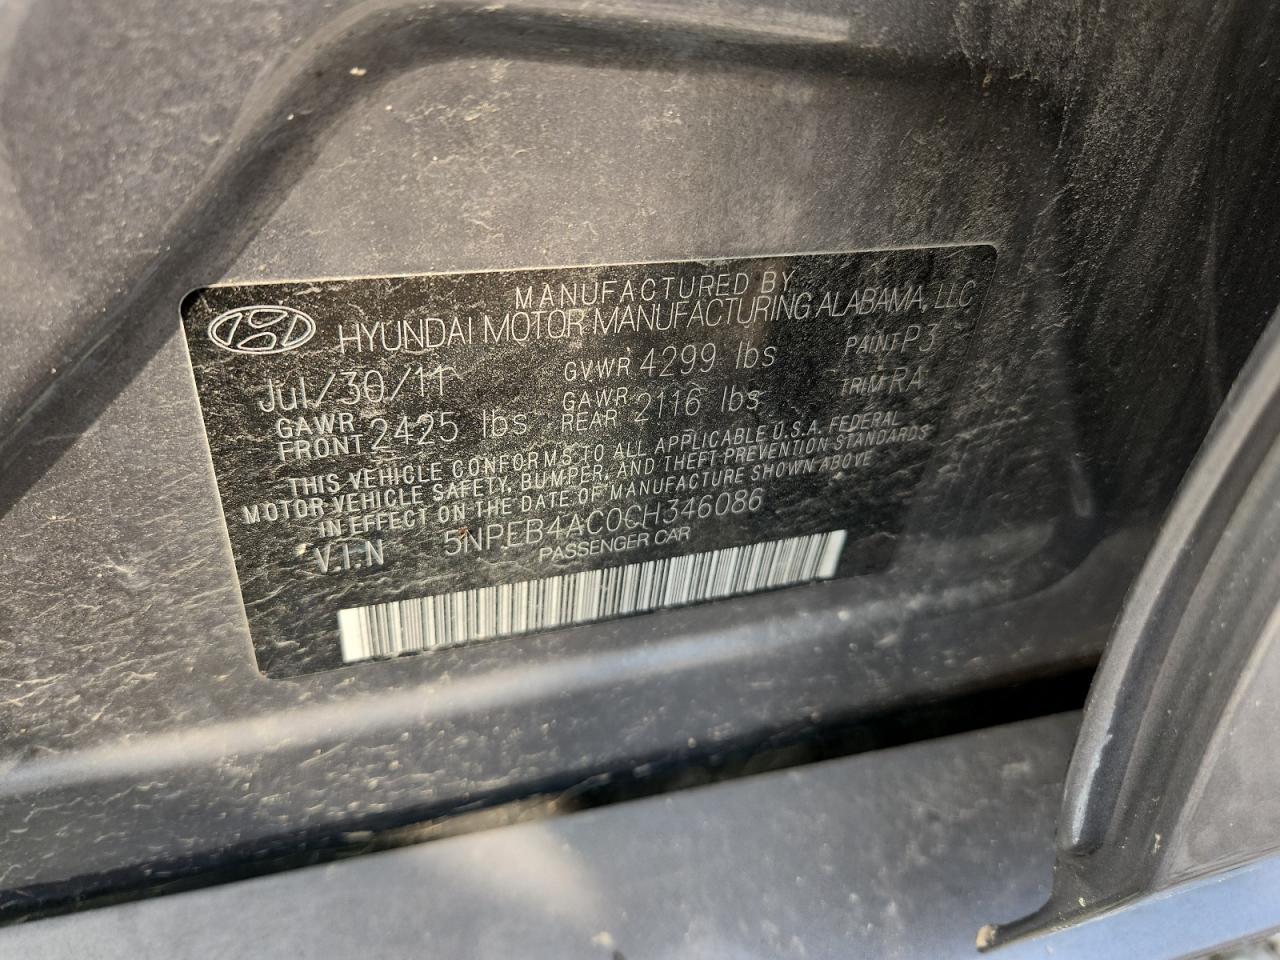 MANUFACTURED BY
HYUNDAI MOTOR MANUFACTURING ALABAMA, LLC
Jul/30/11 GVWR 4299 lbs PAINT P3
GAWR FRONT 2425 lbs GAWR REAR 2116 lbs TRIM RA
THIS VEHICLE CONFORMS TO ALL APPLICABLE U.S.A. FEDERAL
MOTOR VEHICLE SAFETY, BUMPER, AND THEFT PREVENTION STANDARDS
IN EFFECT ON THE DATE OF MANUFACTURE SHOWN ABOVE
V.I.N 5NPEB4AC0CH346086
PASSENGER CAR